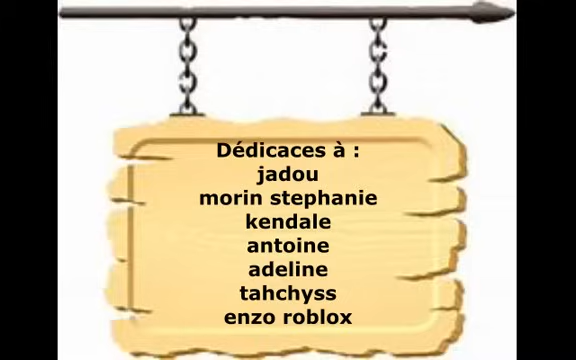 Dédicaces à :
jadou
morin stephanie
kendale
antoine
adeline
tahchyss
enzo roblox